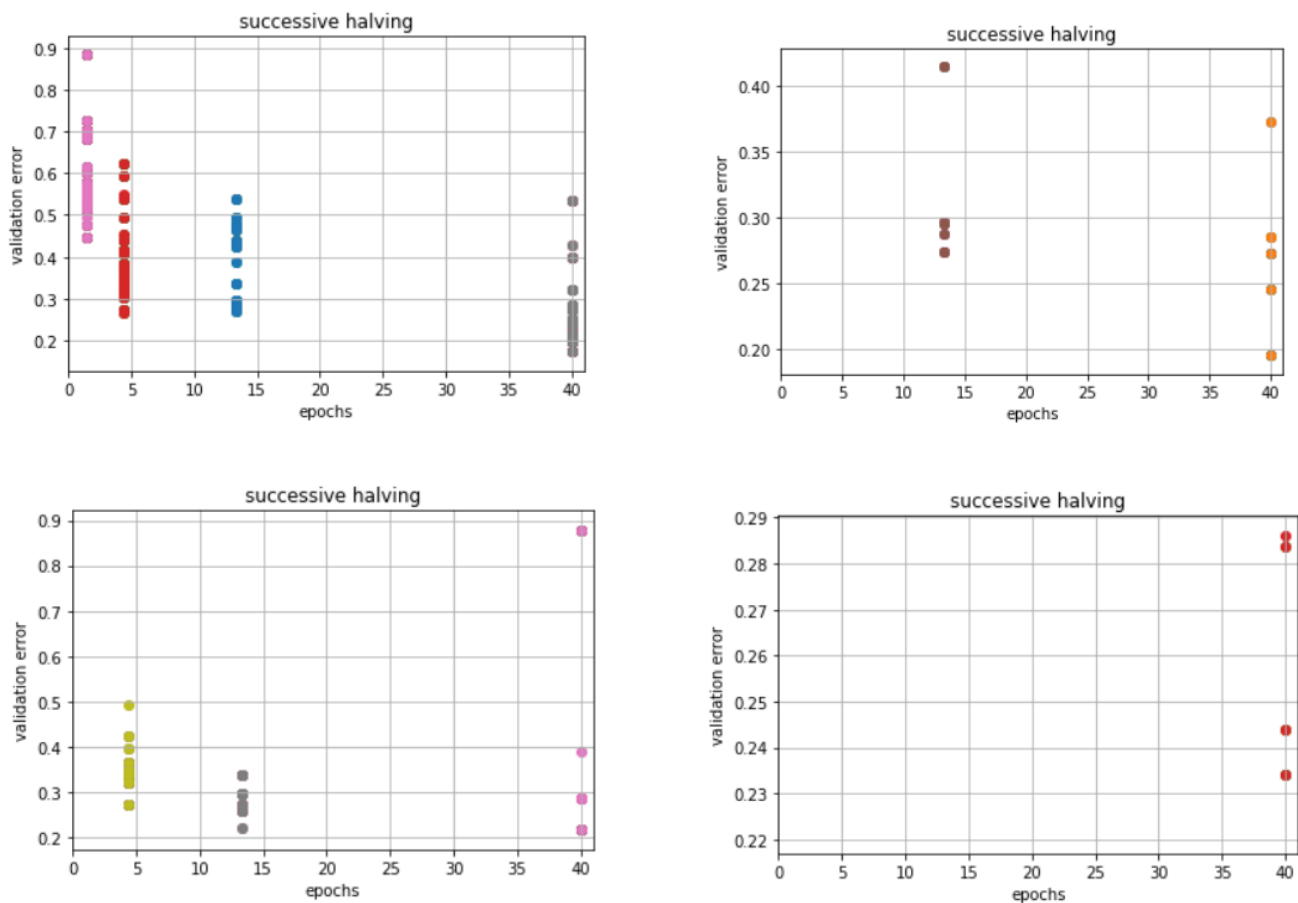 successive halving
0.9
0.8
0.7
0.6
0.5
0.4
0.3
0.2
validation error
0 5 10 15 20 25 30 35 40
epochs
successive halving
0.40
0.35
0.30
0.25
0.20
validation error
0 5 10 15 20 25 30 35 40
epochs
successive halving
0.9
0.8
0.7
0.6
0.5
0.4
0.3
0.2
validation error
0 5 10 15 20 25 30 35 40
epochs
successive halving
0.29
0.28
0.27
0.26
0.25
0.24
0.23
0.22
validation error
0 5 10 15 20 25 30 35 40
epochs